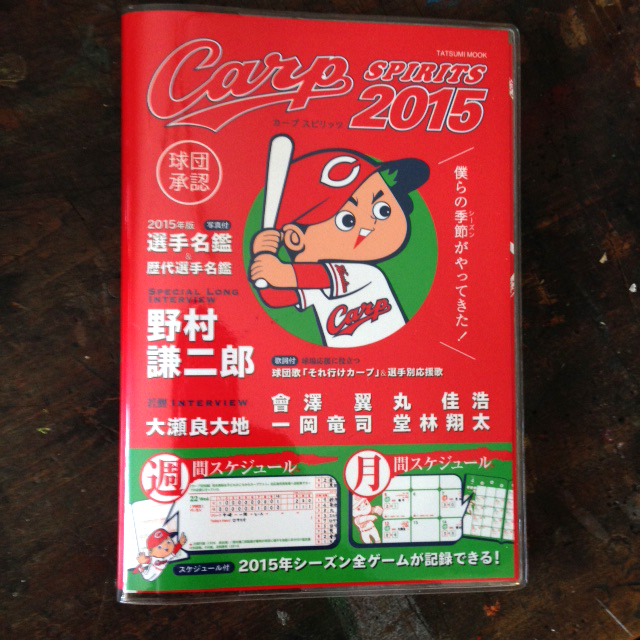 TATSUMI MOOK
Carp SPIRITS
2015
カープ スピリッツ
球団
承認
僕らの季節がやってきた！
シーズン
C
Carp
2015年版 写真付
選手名鑑
&
歴代選手名鑑
SPECIAL LONG
INTERVIEW
野村
謙二郎
歌詞付
球団歌「それ行けカープ」&選手別応援歌
INTERVIEW
大瀬良大地
會澤 翼 丸 佳浩
一岡竜司 堂林翔太
週間スケジュール
月間スケジュール
スケジュール付 2015年シーズン全ゲームが記録できる！